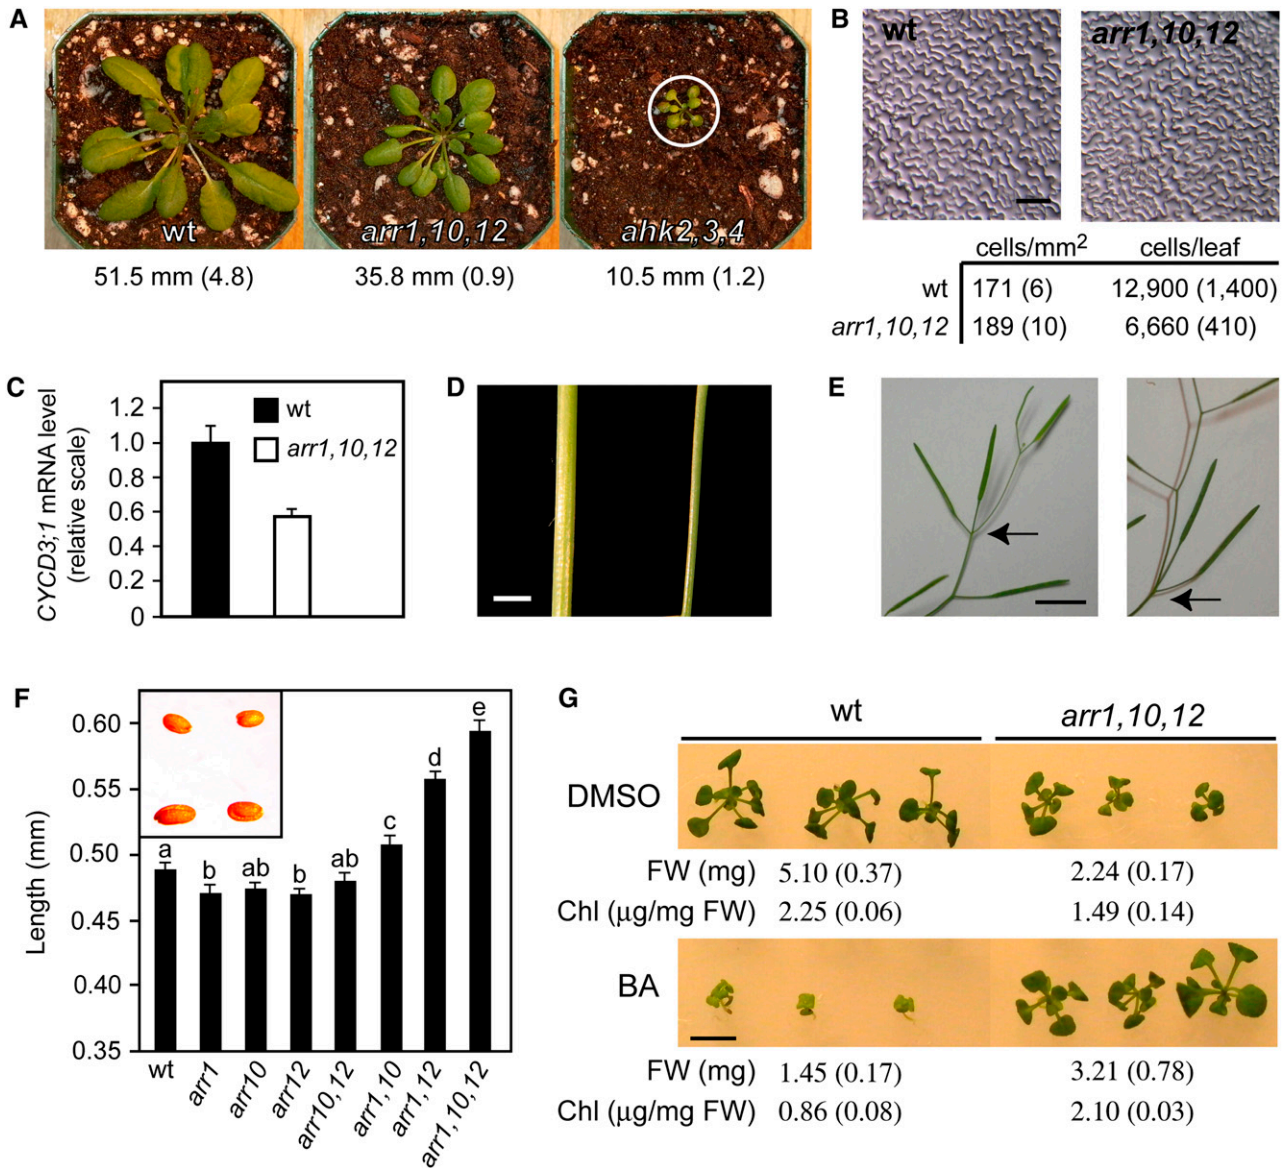 A
wt
arr1,10,12
ahk2,3,4
51.5 mm (4.8)
35.8 mm (0.9)
10.5 mm (1.2)
B
wt
arr1,10,12
cells/mm2
cells/leaf
wt
171 (6)
12,900 (1,400)
arr1,10,12
189 (10)
6,660 (410)
C
CYCD3;1 mRNA level
(relative scale)
1.2
1.0
0.8
0.6
0.4
0.2
0
wt
arr1,10,12
D
E
F
Length (mm)
0.60
0.55
0.50
0.45
0.40
0.35
a
b
ab
b
ab
c
d
e
wt
arr1
arr10
arr12
arr10,12
arr1,10
arr1,12
arr1,10,12
G
wt
arr1,10,12
DMSO
FW (mg)
5.10 (0.37)
2.24 (0.17)
Chl (μg/mg FW)
2.25 (0.06)
1.49 (0.14)
BA
FW (mg)
1.45 (0.17)
3.21 (0.78)
Chl (μg/mg FW)
0.86 (0.08)
2.10 (0.03)